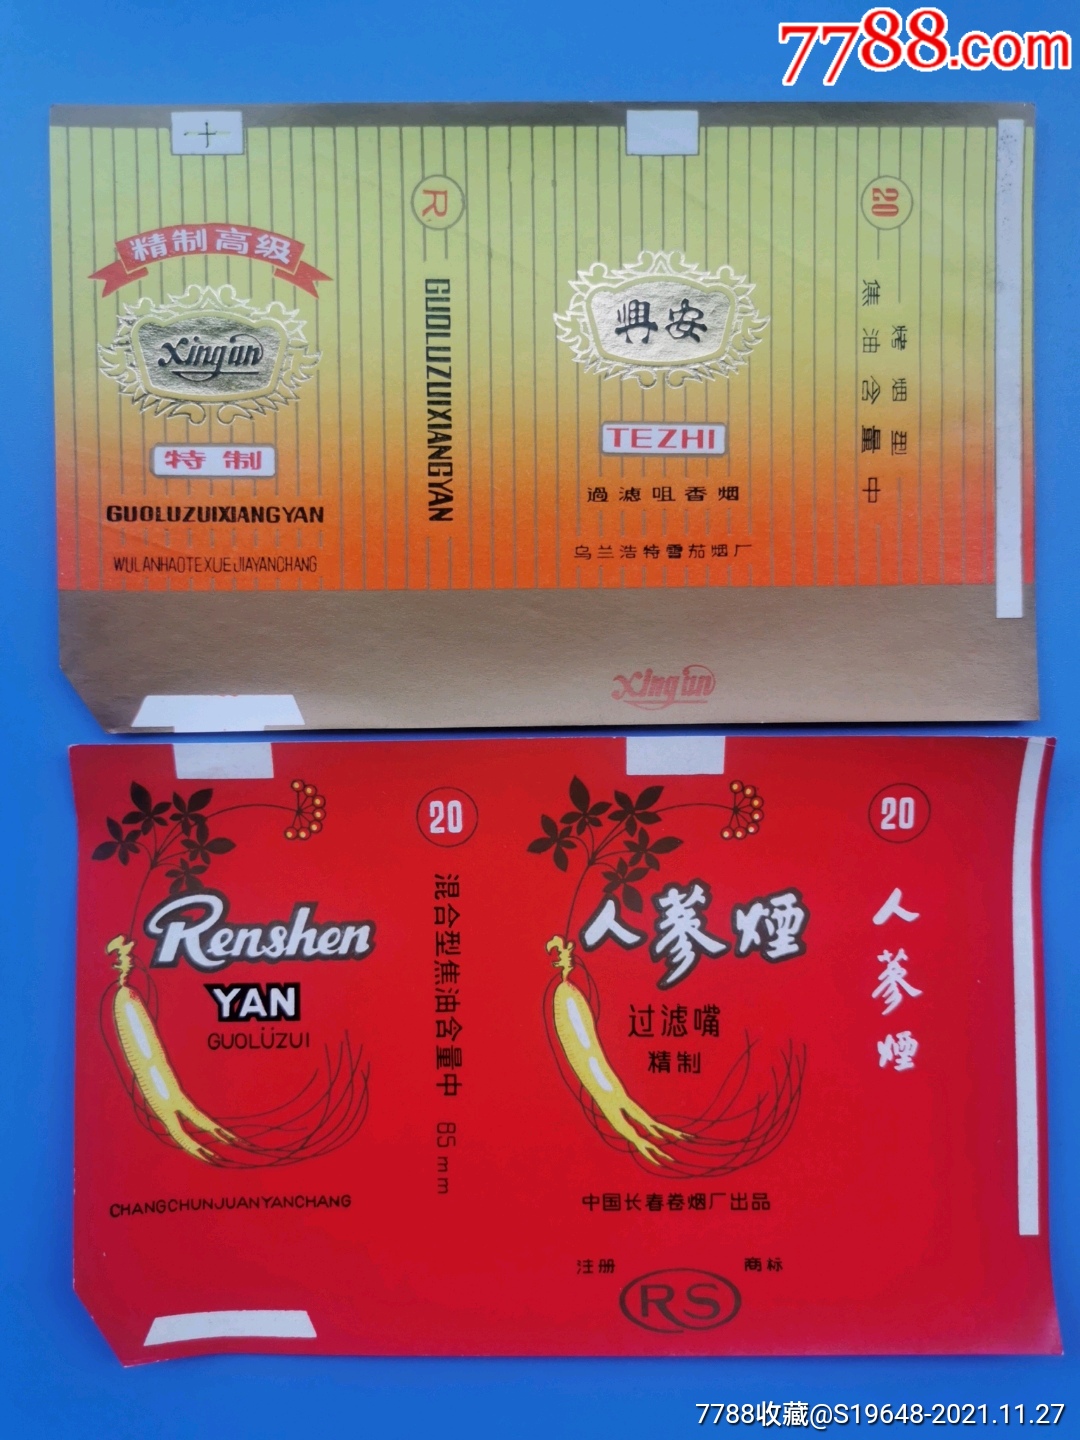 7788.com
精制高级
Xingan
特制
GUOLUZUIXIANGYAN
WULANHAOTEXUEJIAYANCHANG
R
GUOLUZUIXIANGYAN
興安
TEZHI
過滤咀香烟
乌兰浩特雪茄烟厂
20
烤烟型
焦油含量中
Xingan
Renshen
YAN
GUOLÜZUI
CHANGCHUNJUANYANCHANG
20
混合型焦油含量中 85mm
人蔘煙
过滤嘴
精制
中国长春卷烟厂出品
注册 商标
RS
20
人蔘煙
7788收藏@S19648-2021.11.27